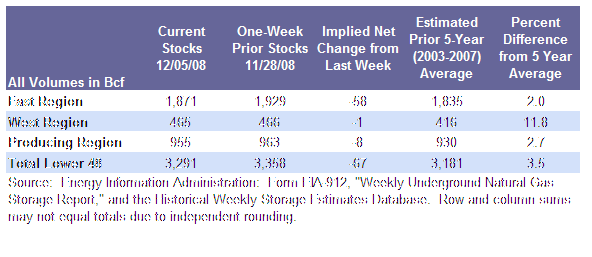 All Volumes in Bcf Current Stocks 12/05/08 One-Week Prior Stocks 11/28/08 Implied Net Change from Last Week Estimated Prior 5-Year (2003-2007) Average Percent Difference from 5 Year Average
East Region 1,871 1,929 -58 1,835 2.0
West Region 465 466 -1 416 11.8
Producing Region 955 963 -8 930 2.7
Total Lower 48 3,291 3,358 -67 3,181 3.5
Source: Energy Information Administration: Form EIA-912, "Weekly Underground Natural Gas
Storage Report," and the Historical Weekly Storage Estimates Database. Row and column sums
may not equal totals due to independent rounding.